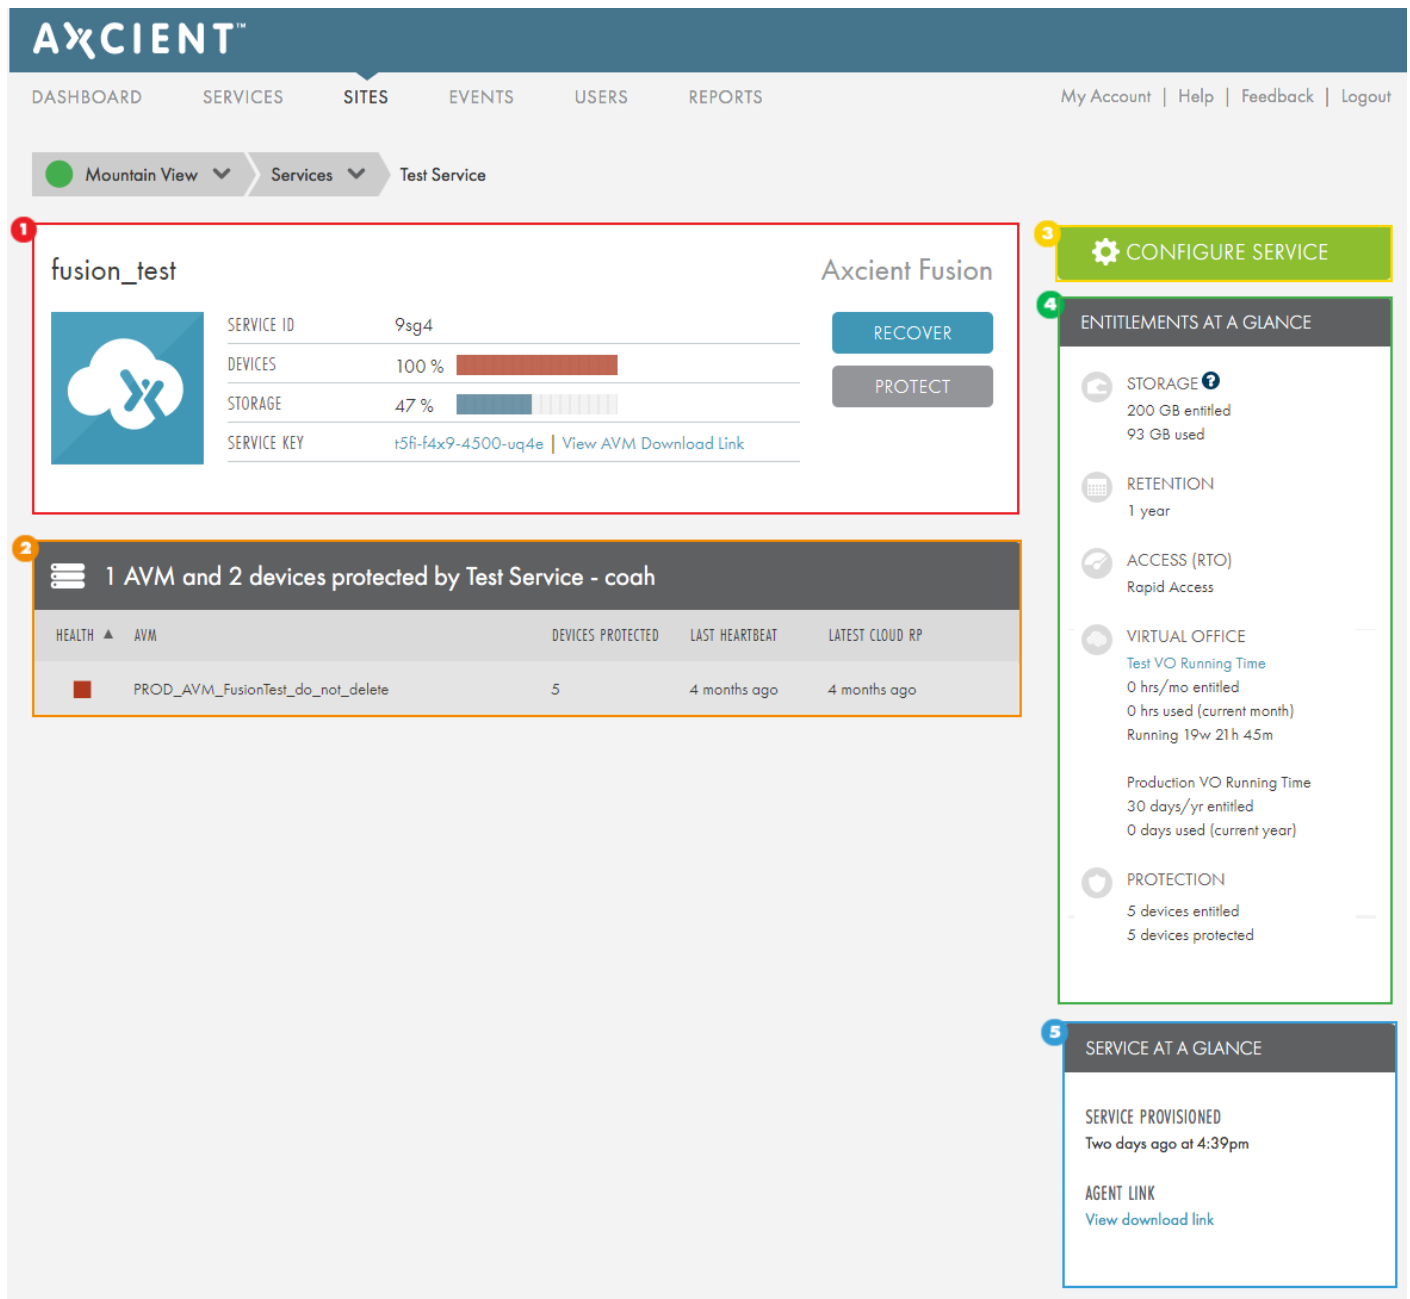 AXCIENT™
DASHBOARD SERVICES SITES EVENTS USERS REPORTS My Account | Help | Feedback | Logout
Mountain View Services Test Service
1
fusion_test
Axcient Fusion
SERVICE ID 9sg4
DEVICES 100 %
STORAGE 47 %
SERVICE KEY t5fi-f4x9-4500-uq4e | View AVM Download Link
RECOVER
PROTECT
2
1 AVM and 2 devices protected by Test Service - coah
HEALTH ▲ AVM DEVICES PROTECTED LAST HEARTBEAT LATEST CLOUD RP
PROD_AVM_FusionTest_do_not_delete 5 4 months ago 4 months ago
3
CONFIGURE SERVICE
4
ENTITLEMENTS AT A GLANCE
STORAGE ?
200 GB entitled
93 GB used
RETENTION
1 year
ACCESS (RTO)
Rapid Access
VIRTUAL OFFICE
Test VO Running Time
0 hrs/mo entitled
0 hrs used (current month)
Running 19w 21h 45m
Production VO Running Time
30 days/yr entitled
0 days used (current year)
PROTECTION
5 devices entitled
5 devices protected
5
SERVICE AT A GLANCE
SERVICE PROVISIONED
Two days ago at 4:39pm
AGENT LINK
View download link